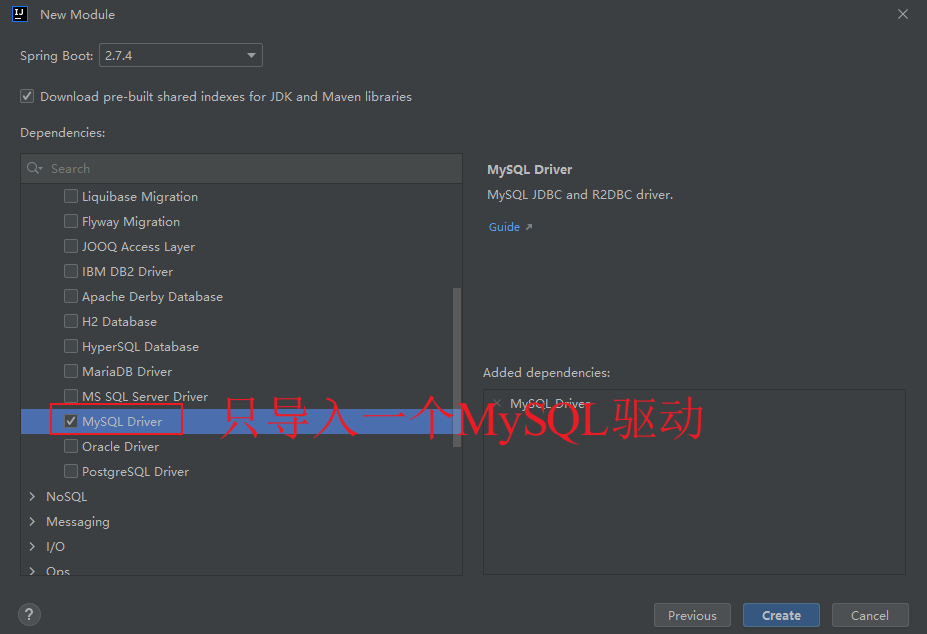 New Module
Spring Boot: 2.7.4
Download pre-built shared indexes for JDK and Maven libraries
Dependencies:
Search
Liquibase Migration
Flyway Migration
JOOQ Access Layer
IBM DB2 Driver
Apache Derby Database
H2 Database
HyperSQL Database
MariaDB Driver
MS SQL Server Driver
MySQL Driver
Oracle Driver
PostgreSQL Driver
NoSQL
Messaging
I/O
Ops
MySQL Driver
MySQL JDBC and R2DBC driver.
Guide ↗
Added dependencies:
× MySQL Driver
只导入一个MySQL驱动
?
Previous
Create
Cancel